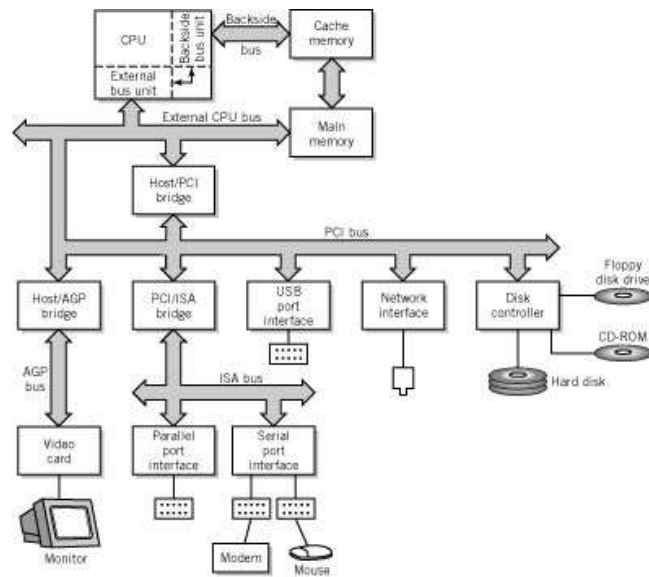 CPU
Backside
bus unit
External
bus unit
Backside
bus
Cache
memory
External CPU bus
Main
memory
Host/PCI
bridge
PCI bus
Host/AGP
bridge
PCI/ISA
bridge
USB
port
interface
Network
interface
Disk
controller
Floppy
disk drive
CD-ROM
Hard disk
AGP
bus
ISA bus
Video
card
Parallel
port
interface
Serial
port
interface
Monitor
Modem
Mouse